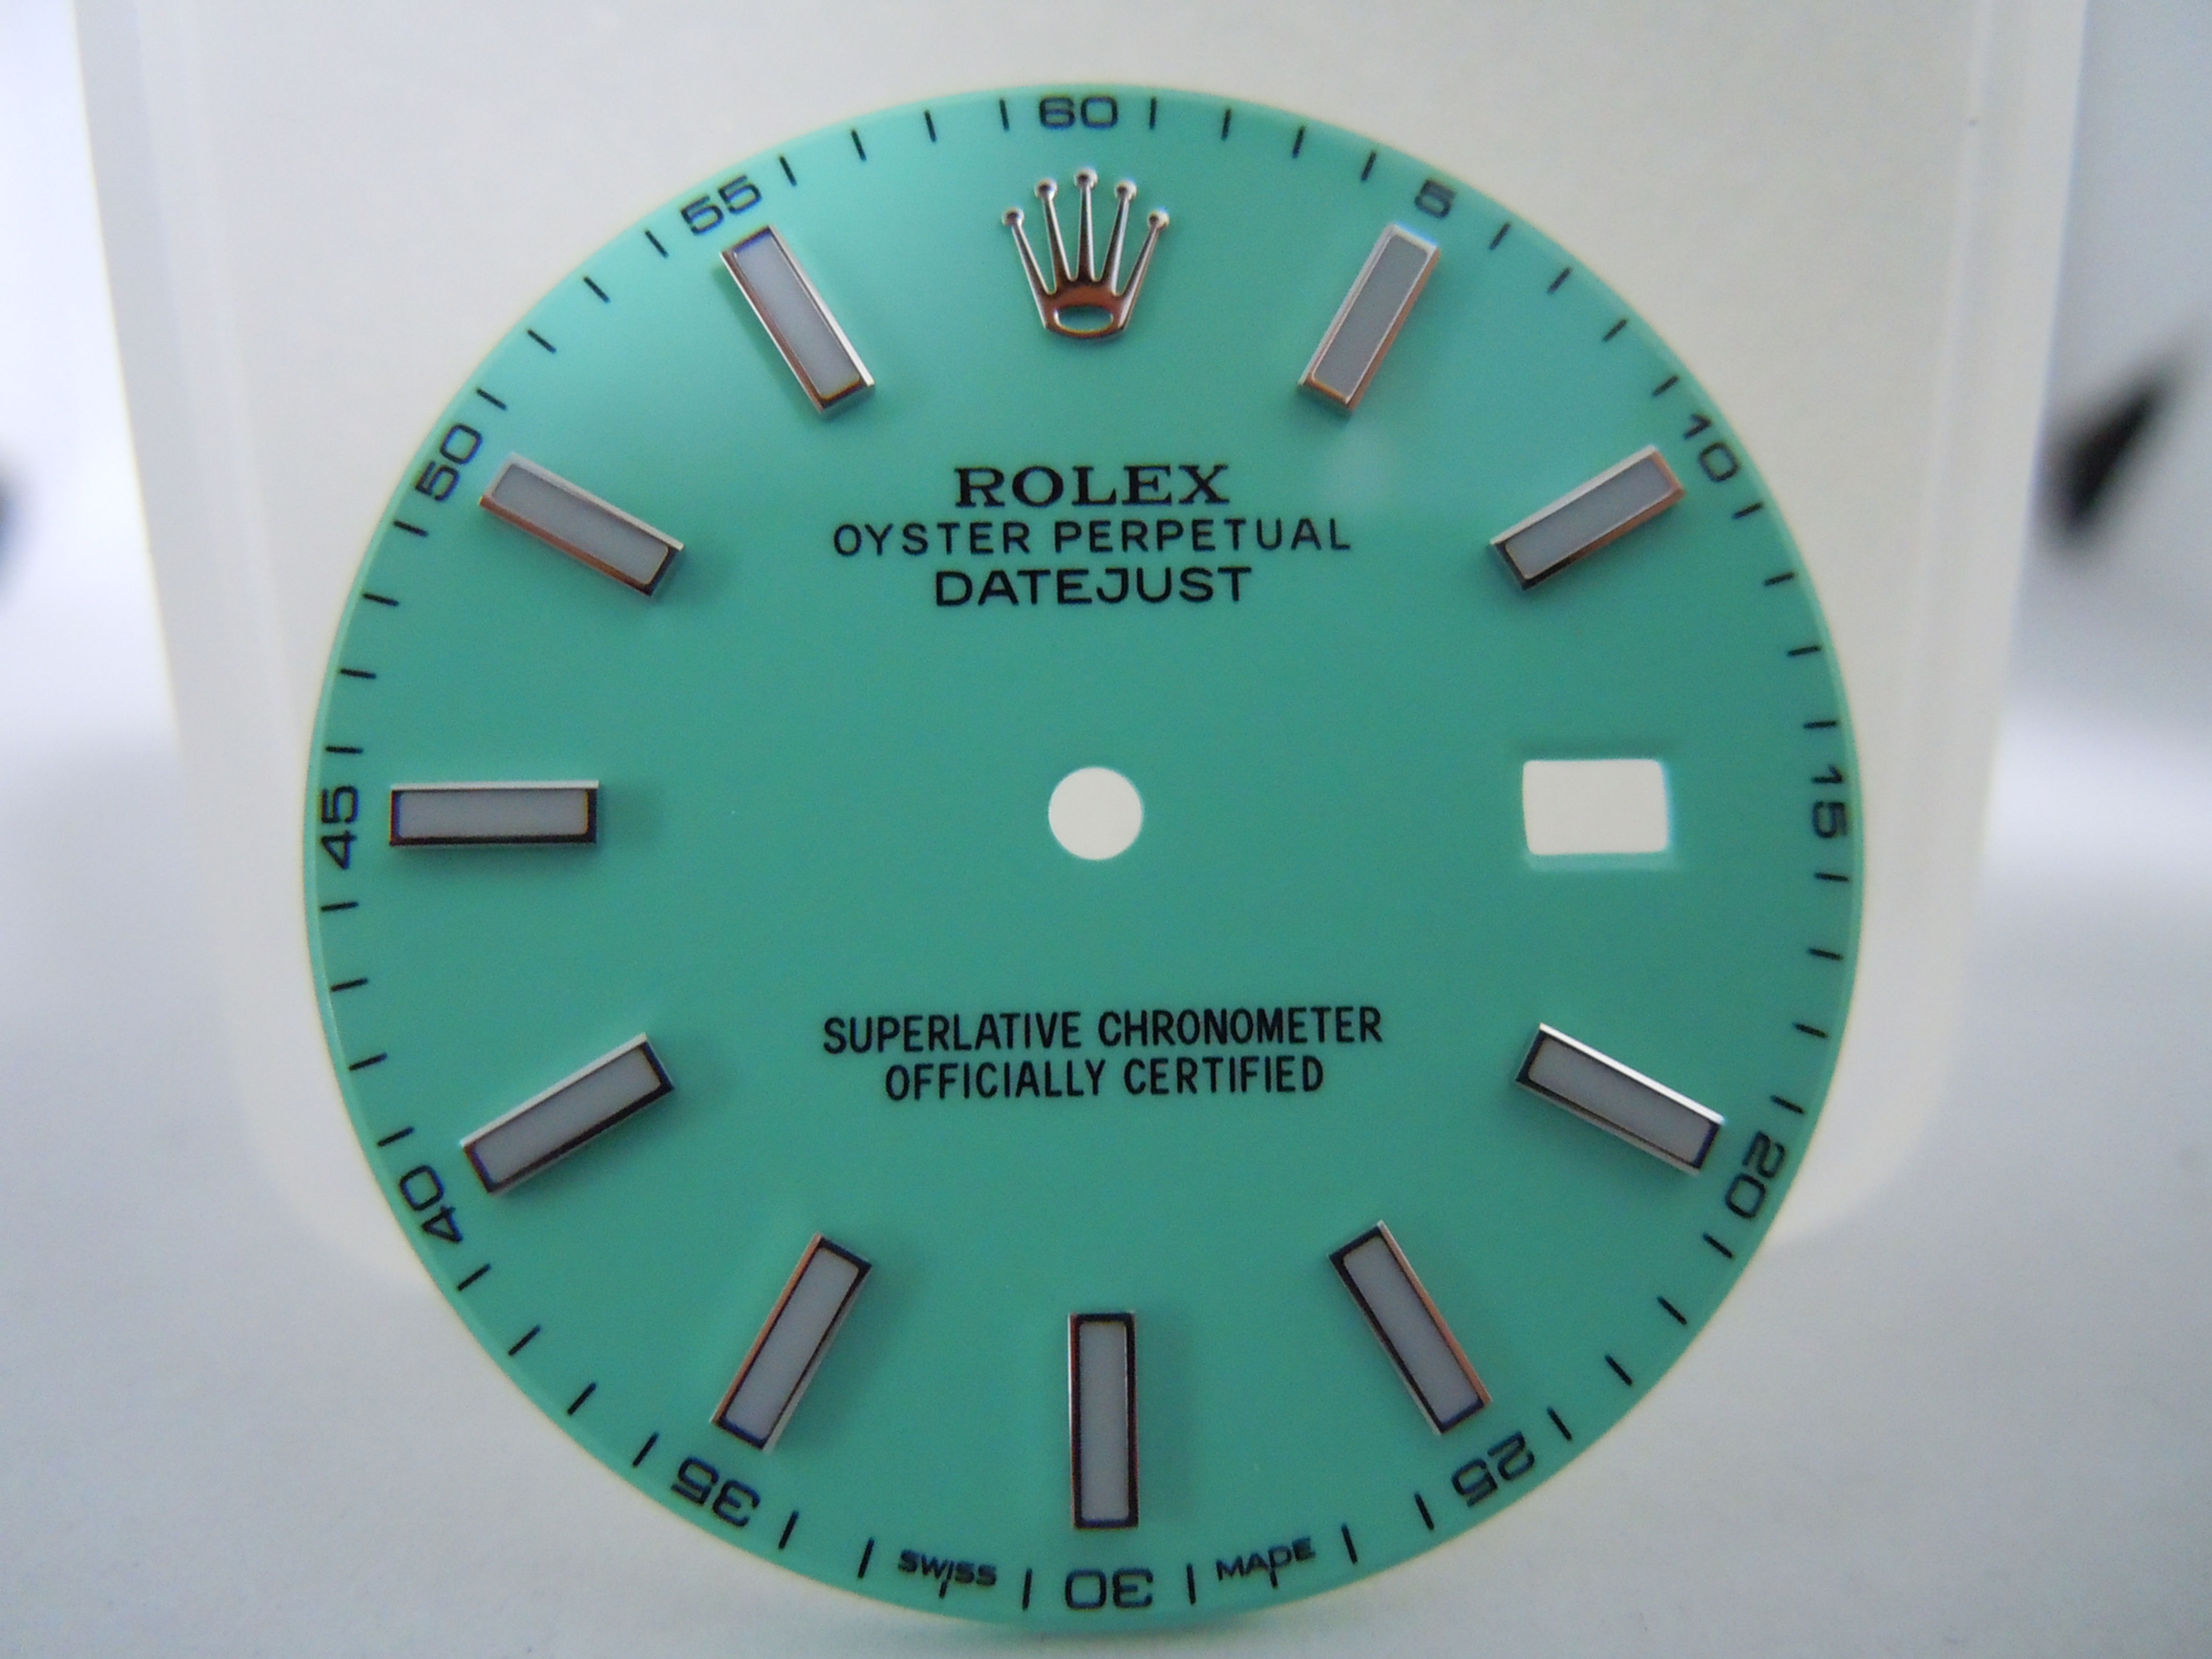 60
5
10
15
20
25
30
35
40
45
50
55
ROLEX
OYSTER PERPETUAL
DATEJUST
SUPERLATIVE CHRONOMETER
OFFICIALLY CERTIFIED
SWISS MADE